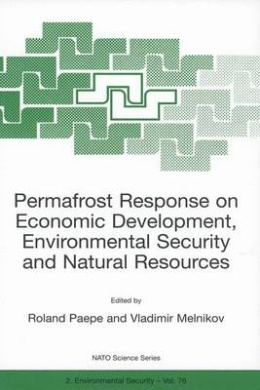 Permafrost Response on
Economic Development,
Environmental Security
and Natural Resources
Edited by
Roland Paepe and Vladimir Melnikov
NATO Science Series
2. Environmental Security – Vol. 76